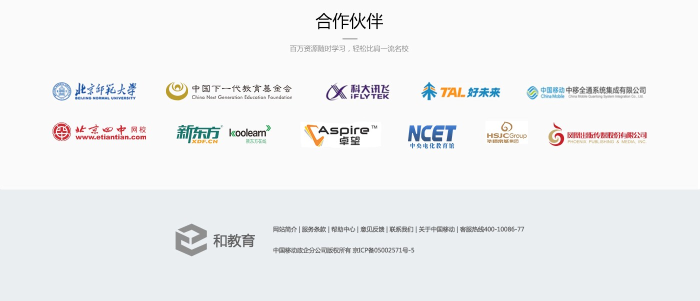 合作伙伴
百万资源随时学习，轻松比肩一流名校
北京师范大学
BEIJING NORMAL UNIVERSITY
中国下一代教育基金会
China Next Generation Education Foundation
科大讯飞
iFLYTEK
TAL 好未来
中国移动 中移全通系统集成有限公司
China Mobile
北京四中网校
www.etiantian.com
新东方
XDF.CN
koolearn
新东方在线
Aspire™
卓望
NCET
中央电化教育馆
HSJC Group
凤凰出版传媒股份有限公司
PHOENIX PUBLISHING & MEDIA, INC
和教育
网站简介 | 服务条款 | 帮助中心 | 意见反馈 | 联系我们 | 关于中国移动 | 客服热线400-10086-77
中国移动政企分公司版权所有 京ICP备05002571号-5